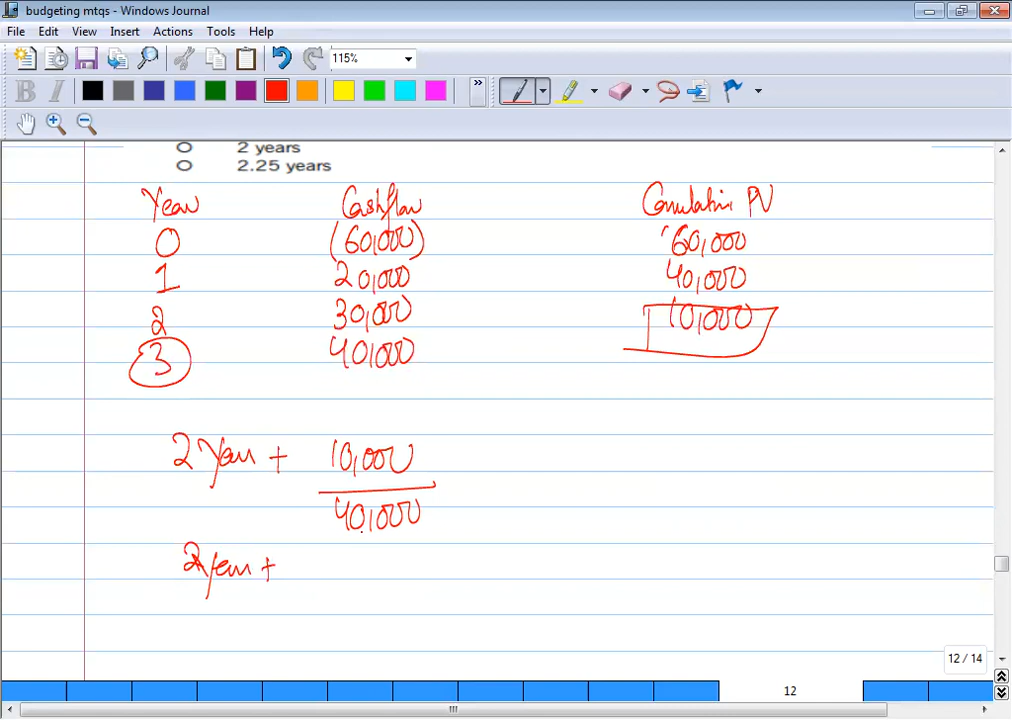 budgeting mtqs - Windows Journal
File Edit View Insert Actions Tools Help
115%
B I »
2 years
2.25 years
Year Cashflow Cumulative PV
0 (60,000) 60,000
1 20,000 40,000
2 30,000 10,000
3 40,000
2 Year + 10,000
40,000
2 Year +
12 / 14
12